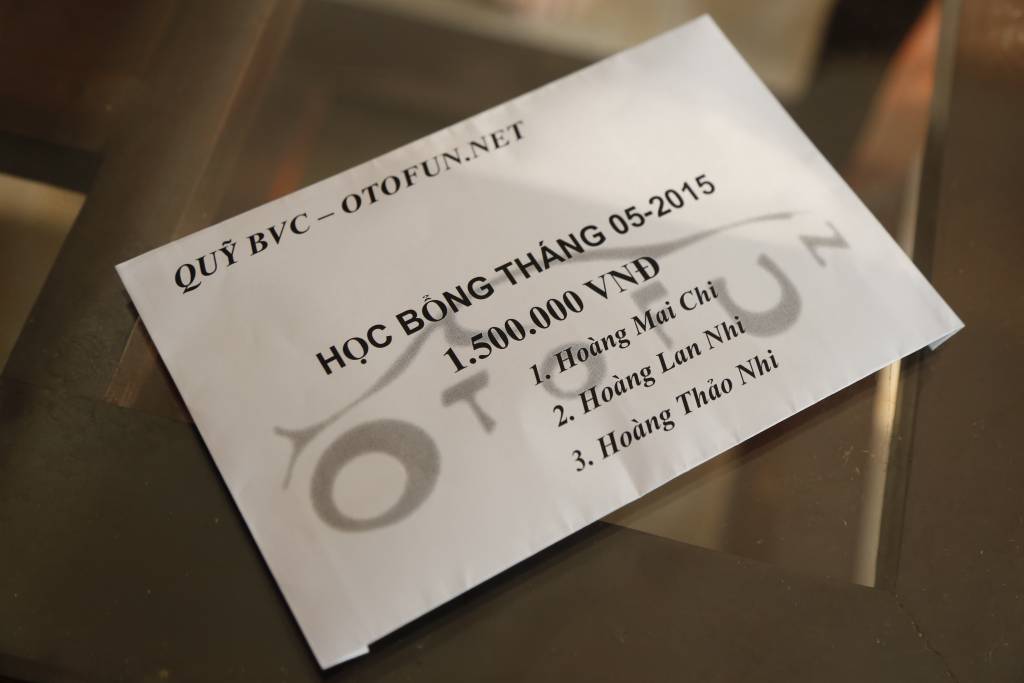 QUỸ BVC – OTOFUN.NET
HỌC BỔNG THÁNG 05-2015
1.500.000 VNĐ
1. Hoàng Mai Chi
2. Hoàng Lan Nhi
3. Hoàng Thảo Nhi
OTOFUN